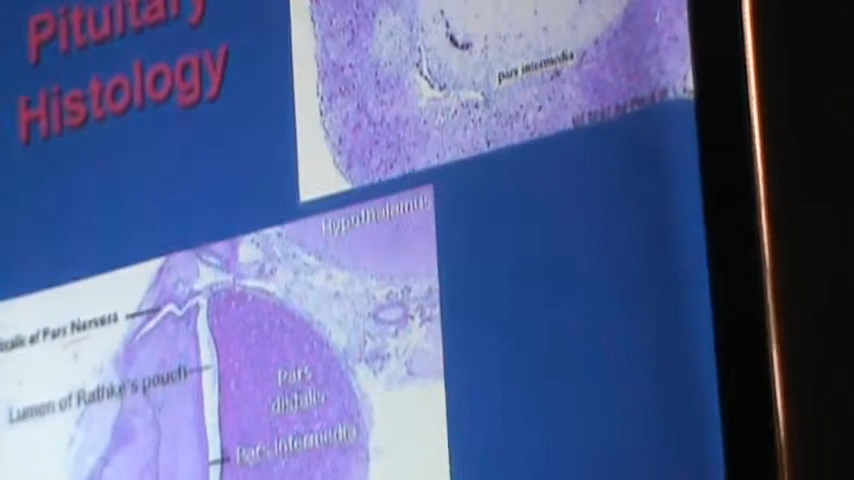 Pituitary
Histology
pars intermedia
Hypothalamus
Stalk of Pars Nervosa
Lumen of Rathke's pouch
Pars
distalis
Pars intermedia